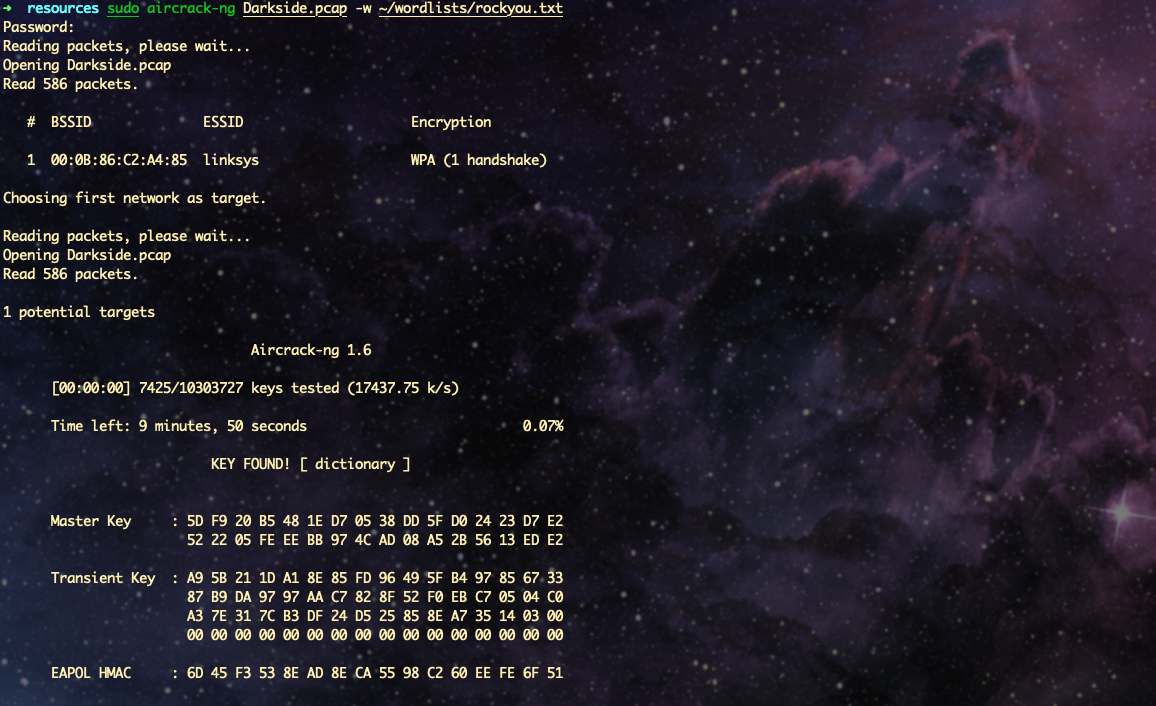 → resources sudo aircrack-ng Darkside.pcap -w ~/wordlists/rockyou.txt
Password:
Reading packets, please wait...
Opening Darkside.pcap
Read 586 packets.
# BSSID ESSID Encryption
1 00:0B:86:C2:A4:85 linksys WPA (1 handshake)
Choosing first network as target.
Reading packets, please wait...
Opening Darkside.pcap
Read 586 packets.
1 potential targets
Aircrack-ng 1.6
[00:00:00] 7425/10303727 keys tested (17437.75 k/s)
Time left: 9 minutes, 50 seconds 0.07%
KEY FOUND! [ dictionary ]
Master Key : 5D F9 20 B5 48 1E D7 05 38 DD 5F D0 24 23 D7 E2
52 22 05 FE EE BB 97 4C AD 08 A5 2B 56 13 ED E2
Transient Key : A9 5B 21 1D A1 8E 85 FD 96 49 5F B4 97 85 67 33
87 B9 DA 97 97 AA C7 82 8F 52 F0 EB C7 05 04 C0
A3 7E 31 7C B3 DF 24 D5 25 85 8E A7 35 14 03 00
00 00 00 00 00 00 00 00 00 00 00 00 00 00 00 00
EAPOL HMAC : 6D 45 F3 53 8E AD 8E CA 55 98 C2 60 EE FE 6F 51